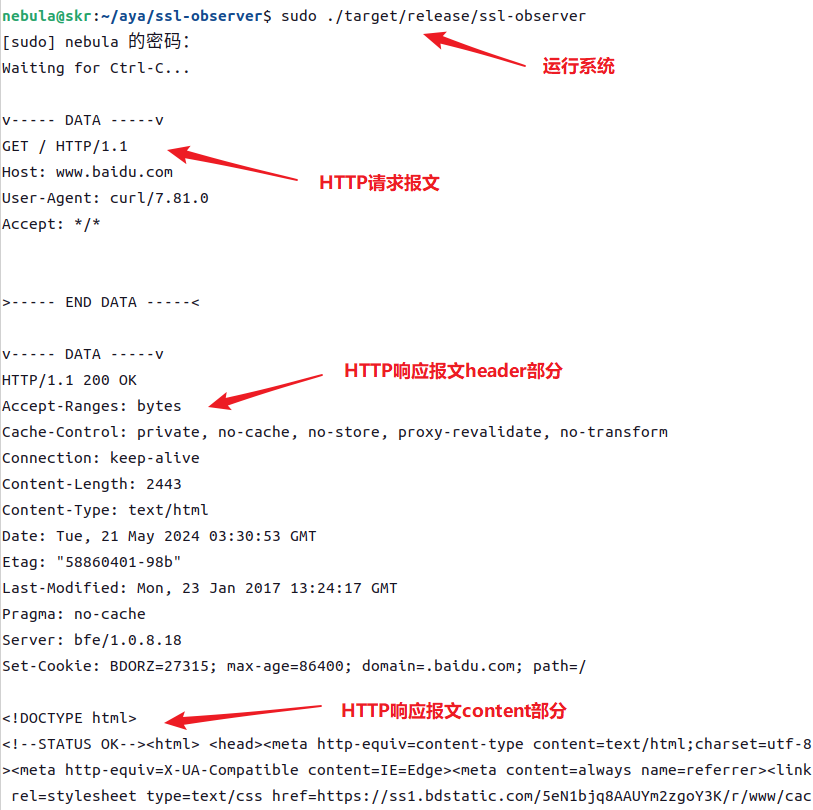 nebula@skr:~/aya/ssl-observer$ sudo ./target/release/ssl-observer
[sudo] nebula 的密码：
运行系统
Waiting for Ctrl-C...
v----- DATA -----v
GET / HTTP/1.1
Host: www.baidu.com
HTTP请求报文
User-Agent: curl/7.81.0
Accept: */*
>----- END DATA -----<
v----- DATA -----v
HTTP响应报文header部分
HTTP/1.1 200 OK
Accept-Ranges: bytes
Cache-Control: private, no-cache, no-store, proxy-revalidate, no-transform
Connection: keep-alive
Content-Length: 2443
Content-Type: text/html
Date: Tue, 21 May 2024 03:30:53 GMT
Etag: "58860401-98b"
Last-Modified: Mon, 23 Jan 2017 13:24:17 GMT
Pragma: no-cache
Server: bfe/1.0.8.18
Set-Cookie: BDORZ=27315; max-age=86400; domain=.baidu.com; path=/
HTTP响应报文content部分
<!DOCTYPE html>
<!--STATUS OK--><html> <head><meta http-equiv=content-type content=text/html;charset=utf-8
><meta http-equiv=X-UA-Compatible content=IE=Edge><meta content=always name=referrer><link
rel=stylesheet type=text/css href=https://ss1.bdstatic.com/5eN1bjq8AAUYm2zgoY3K/r/www/cac